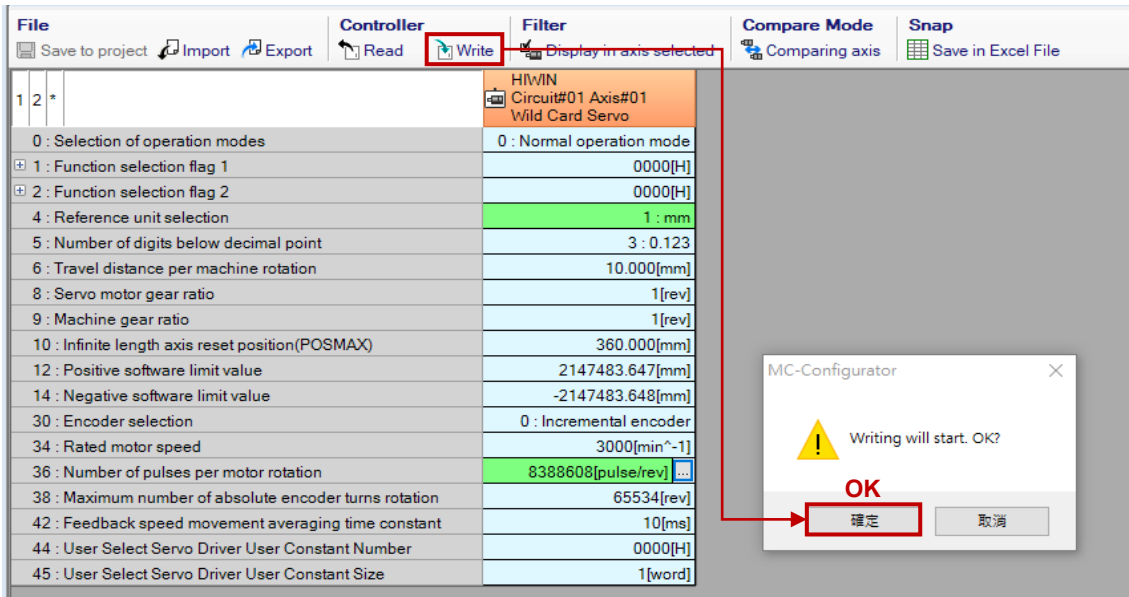 File Controller Filter Compare Mode Snap
Save to project Import Export Read Write Display in axis selected Comparing axis Save in Excel File
1 2 *
HIWIN
Circuit#01 Axis#01
Wild Card Servo
0 : Selection of operation modes 0 : Normal operation mode
1 : Function selection flag 1 0000[H]
2 : Function selection flag 2 0000[H]
4 : Reference unit selection 1 : mm
5 : Number of digits below decimal point 3 : 0.123
6 : Travel distance per machine rotation 10.000[mm]
8 : Servo motor gear ratio 1[rev]
9 : Machine gear ratio 1[rev]
10 : Infinite length axis reset position(POSMAX) 360.000[mm]
12 : Positive software limit value 2147483.647[mm]
14 : Negative software limit value -2147483.648[mm]
30 : Encoder selection 0 : Incremental encoder
34 : Rated motor speed 3000[min^-1]
36 : Number of pulses per motor rotation 8388608[pulse/rev] ...
38 : Maximum number of absolute encoder turns rotation 65534[rev]
42 : Feedback speed movement averaging time constant 10[ms]
44 : User Select Servo Driver User Constant Number 0000[H]
45 : User Select Servo Driver User Constant Size 1[word]
MC-Configurator
Writing will start. OK?
OK
確定 取消